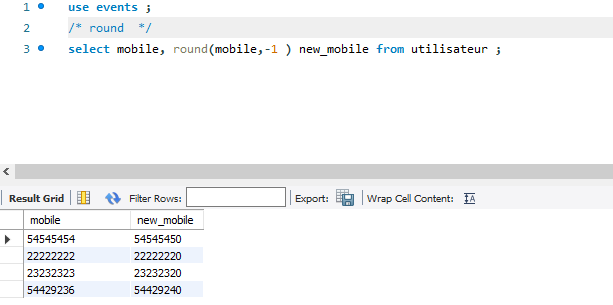 1 use events ;
2 /* round */
3 select mobile, round(mobile,-1 ) new_mobile from utilisateur ;
Result Grid Filter Rows: Export: Wrap Cell Content:
mobile new_mobile
54545454 54545450
22222222 22222220
23232323 23232320
54429236 54429240